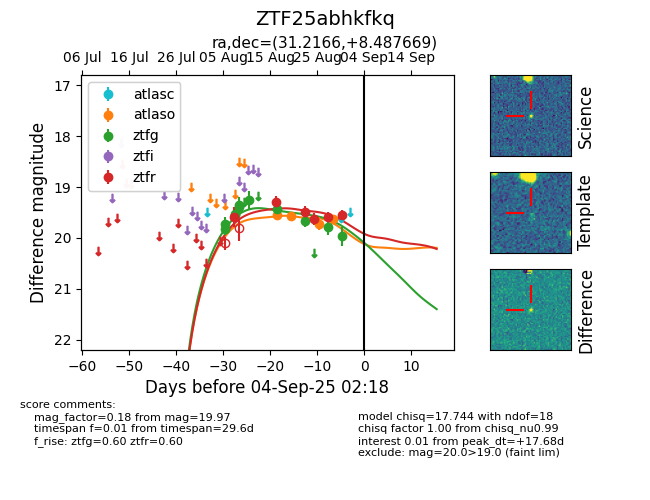 ZTF25abhkfkq
ra,dec=(31.2166,+8.487669)
06 Jul 16 Jul 26 Jul 05 Aug 15 Aug 25 Aug 04 Sep 14 Sep
17
18
19
20
21
22
Difference magnitude
atlasc
atlaso
ztfg
ztfi
ztfr
−60 −50 −40 −30 −20 −10 0 10
Days before 04-Sep-25 02:18
Science
Template
Difference
score comments:
mag_factor=0.18 from mag=19.97
timespan f=0.01 from timespan=29.6d
f_rise: ztfg=0.60 ztfr=0.60
model chisq=17.744 with ndof=18
chisq factor 1.00 from chisq_nu0.99
interest 0.01 from peak_dt=+17.68d
exclude: mag=20.0>19.0 (faint lim)